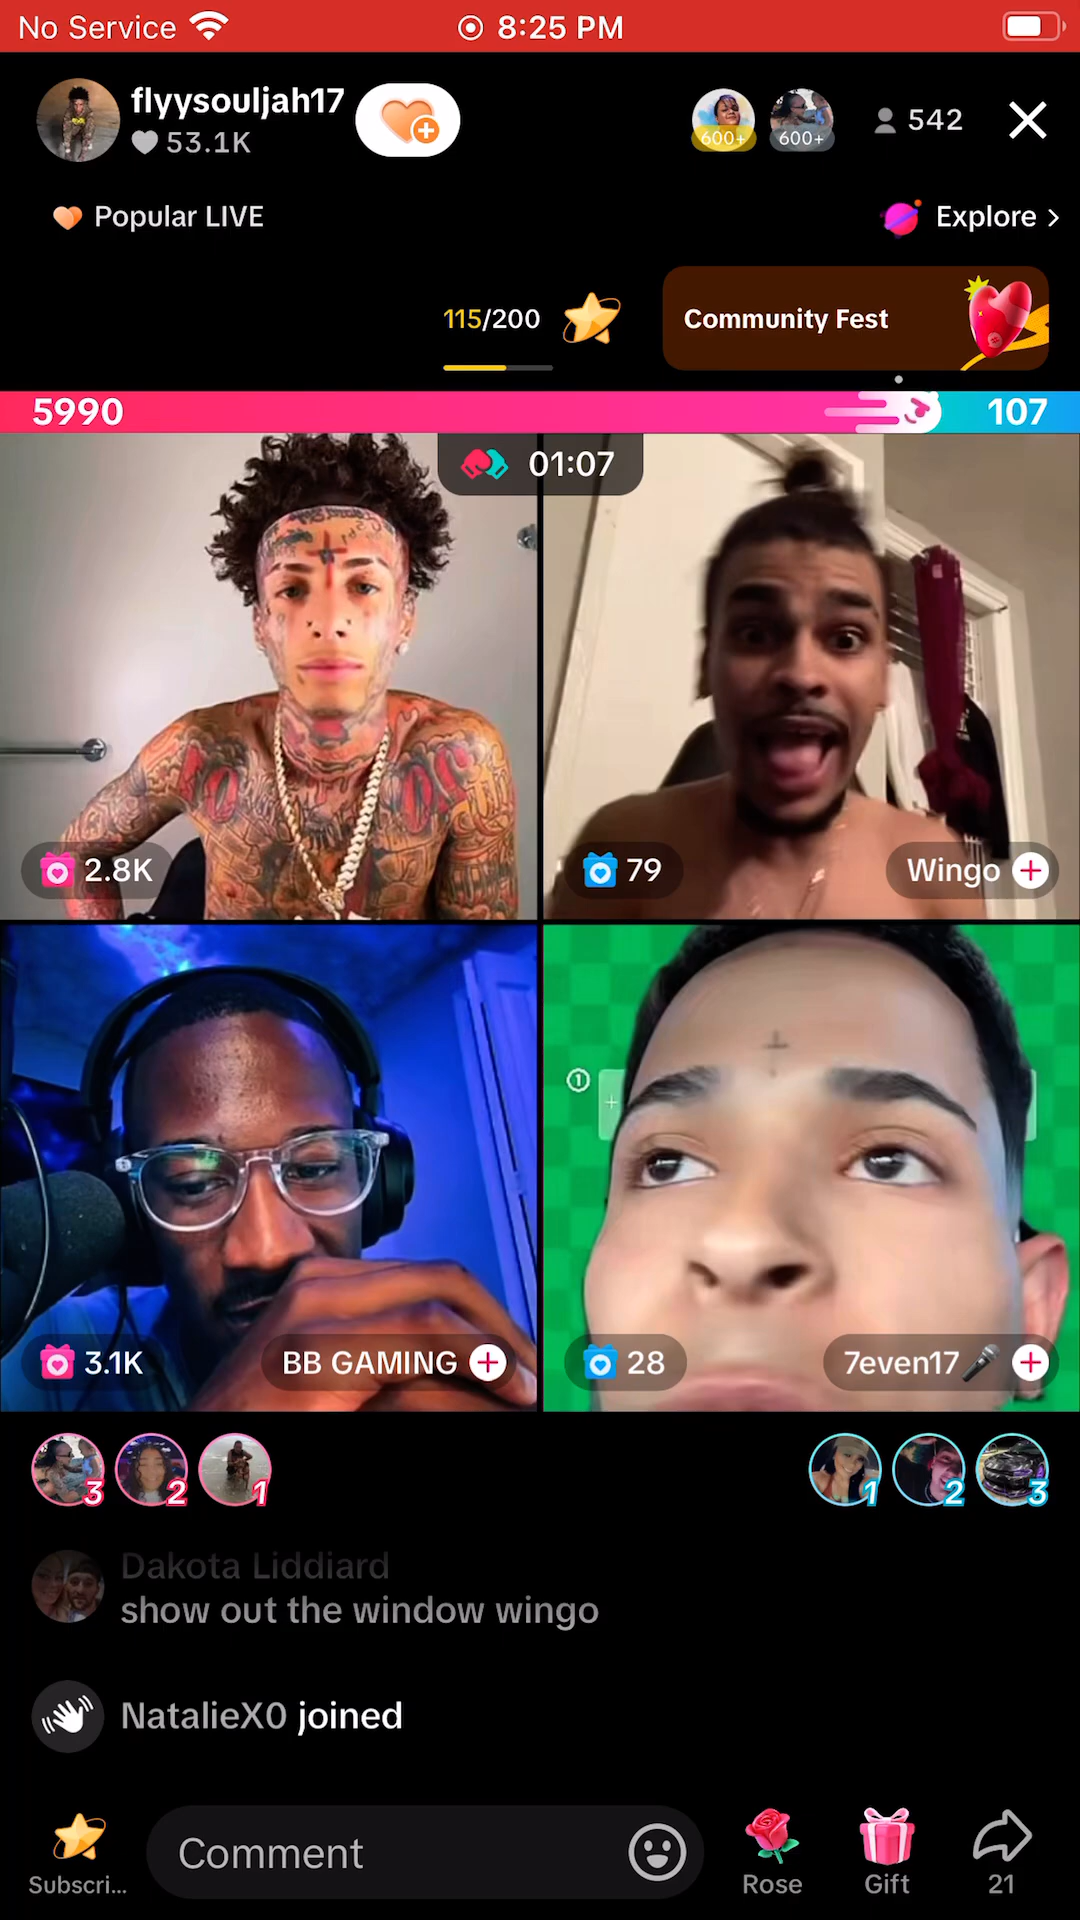 No Service 8:25 PM
flyysouljah17
53.1K
600+ 600+ 542
Popular LIVE
Explore >
115/200
Community Fest
5990 107
01:07
2.8K
79 Wingo +
1
3.1K BB GAMING +
28 7even17 +
3 2 1
1 2 3
Dakota Liddiard
show out the window wingo
NatalieX0 joined
Subscri...
Comment
Rose
Gift
21